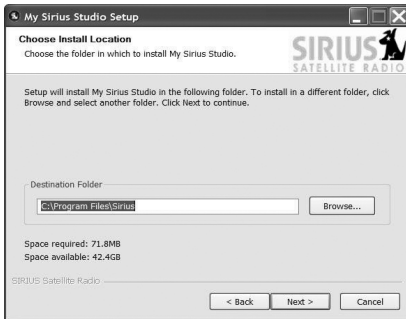 My Sirius Studio Setup
Choose Install Location
Choose the folder in which to install My Sirius Studio.
SIRIUS
SATELLITE RADIO
Setup will install My Sirius Studio in the following folder. To install in a different folder, click
Browse and select another folder. Click Next to continue.
Destination Folder
C:\Program Files\Sirius
Browse...
Space required: 71.8MB
Space available: 42.4GB
SIRIUS Satellite Radio
< Back
Next >
Cancel